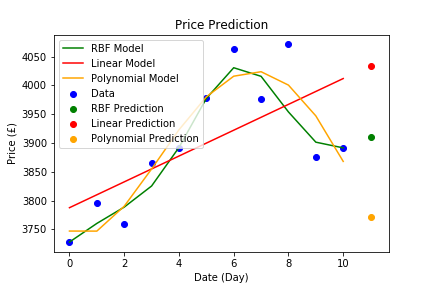 Price Prediction
RBF Model
Linear Model
Polynomial Model
Data
RBF Prediction
Linear Prediction
Polynomial Prediction
Price (£)
4050
4000
3950
3900
3850
3800
3750
0 2 4 6 8 10
Date (Day)